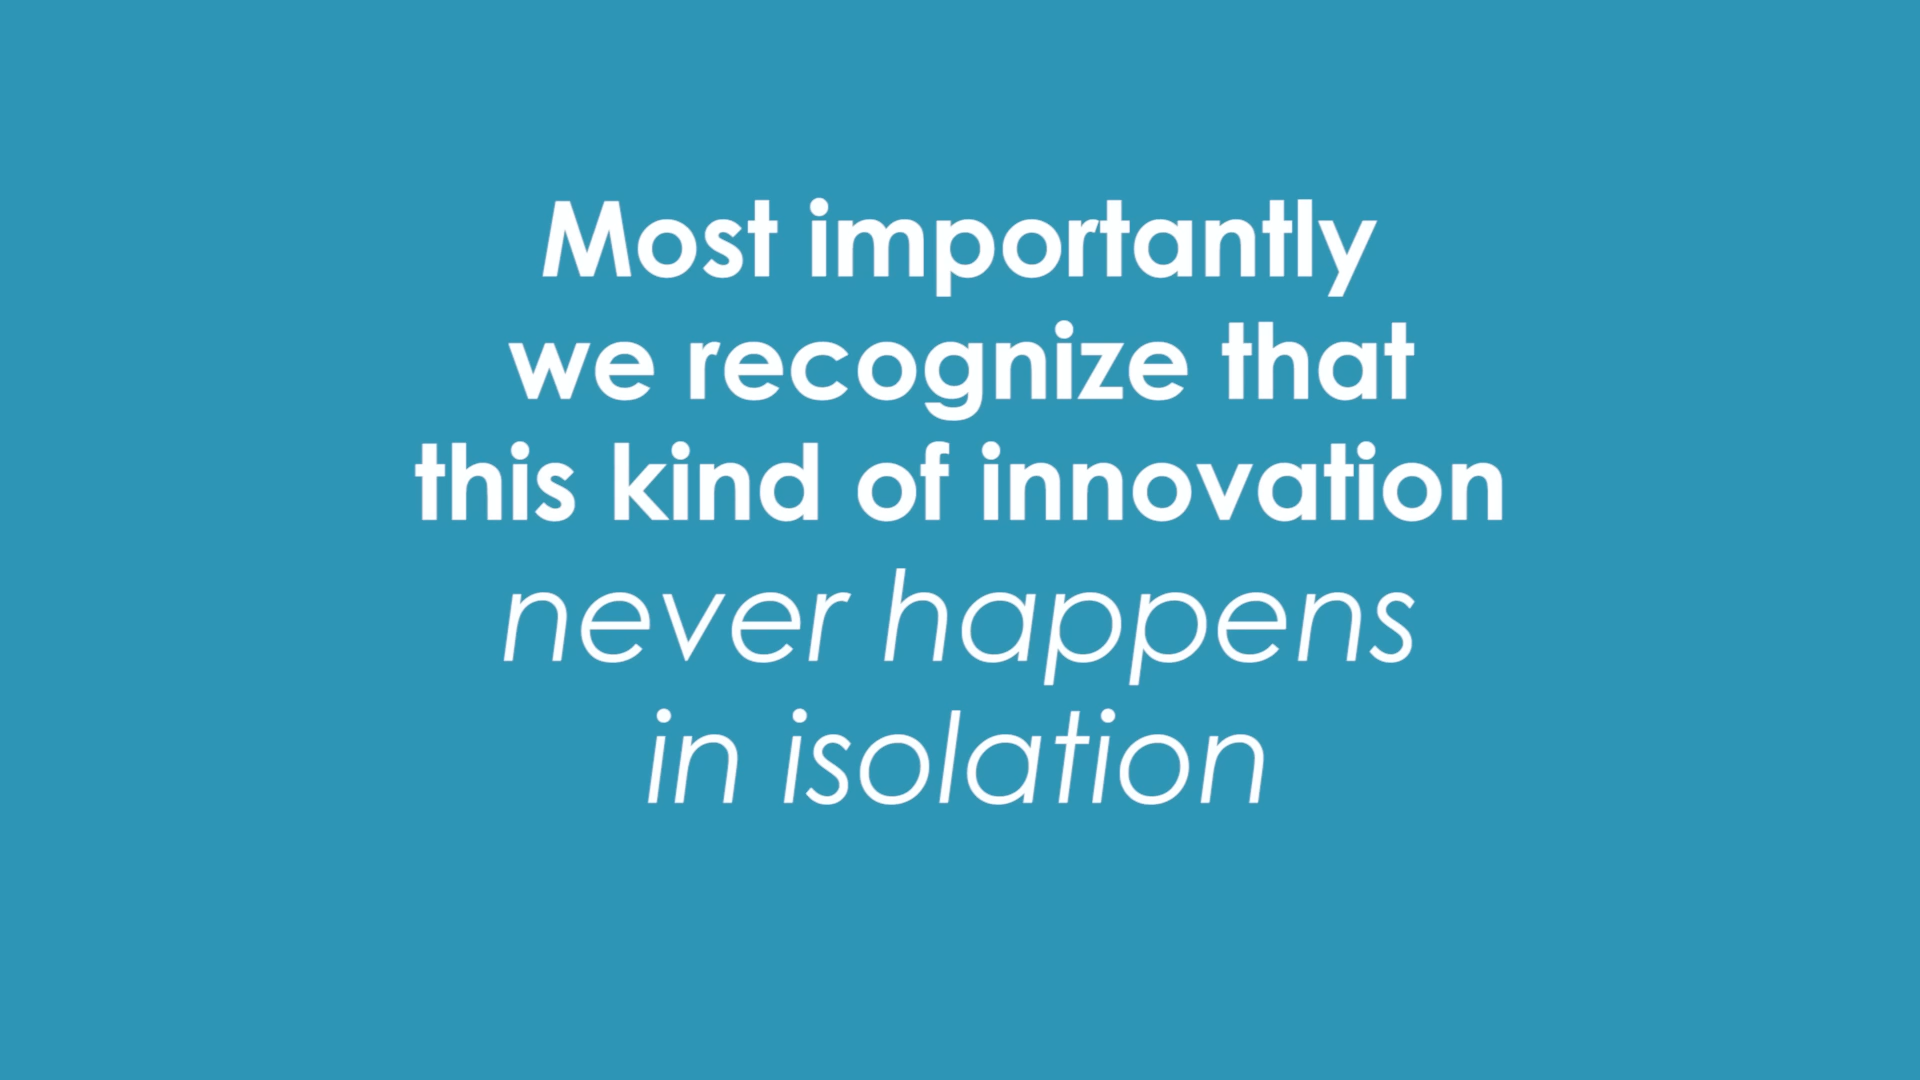 Most importantly
we recognize that
this kind of innovation
never happens
in isolation